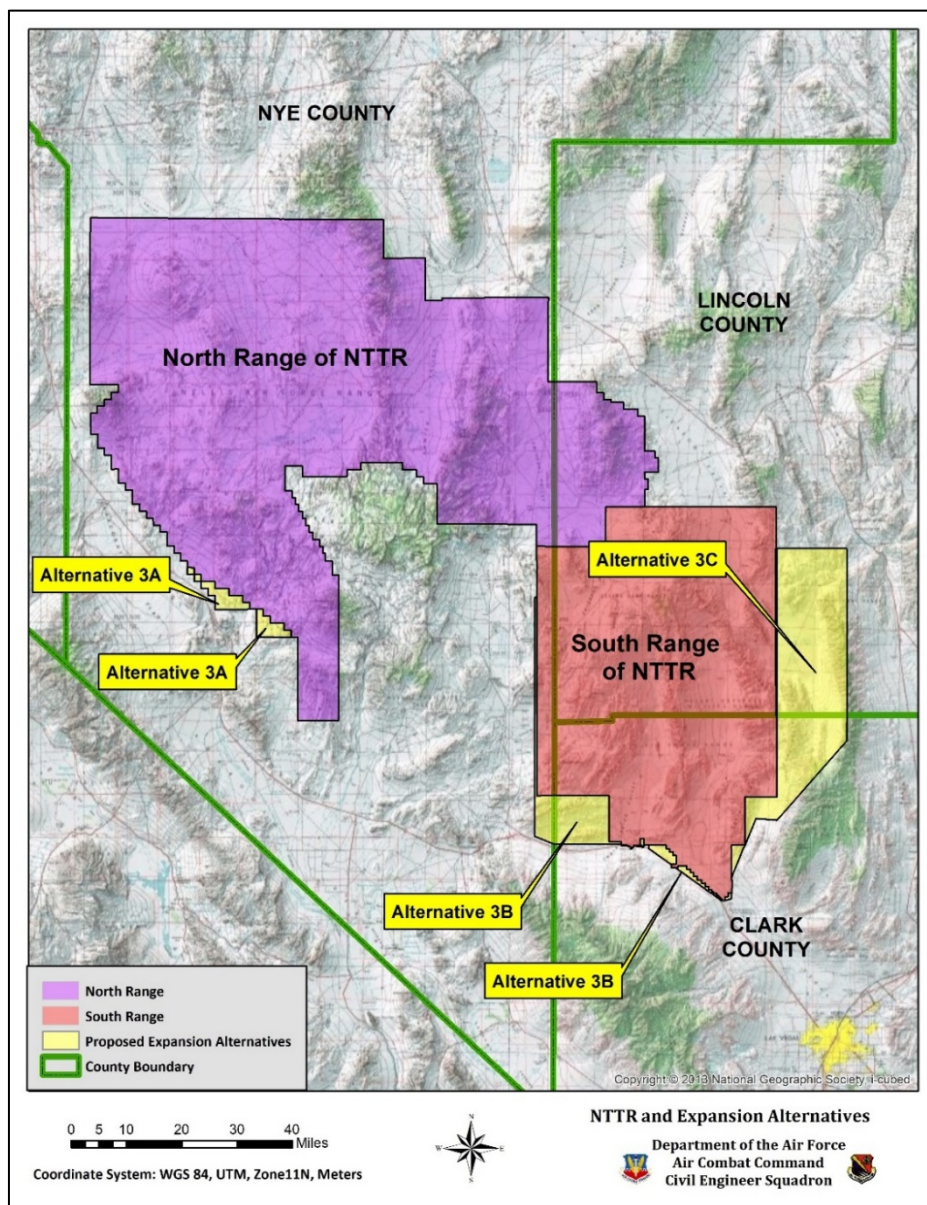 NYE COUNTY
LINCOLN
COUNTY
North Range of NTTR
Alternative 3A
Alternative 3C
Alternative 3A
South Range
of NTTR
Alternative 3B
CLARK
COUNTY
Alternative 3B
North Range
South Range
Proposed Expansion Alternatives
County Boundary
LAS VEGAS
Copyright © 2013 National Geographic Society, i-cubed
0 5 10 20 30 40
Miles
N
W E
S
Coordinate System: WGS 84, UTM, Zone11N, Meters
NTTR and Expansion Alternatives
Department of the Air Force
Air Combat Command
Civil Engineer Squadron